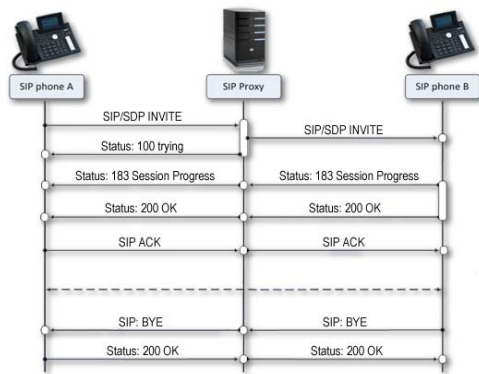 SIP phone A
SIP Proxy
SIP phone B
SIP/SDP INVITE
SIP/SDP INVITE
Status: 100 trying
Status: 183 Session Progress
Status: 183 Session Progress
Status: 200 OK
Status: 200 OK
SIP ACK
SIP ACK
SIP: BYE
SIP: BYE
Status: 200 OK
Status: 200 OK